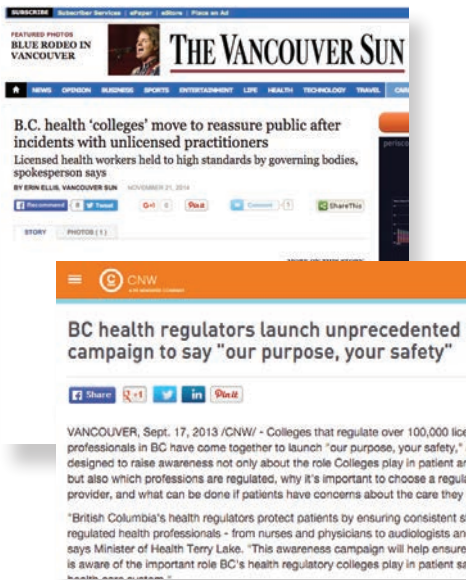 SUBSCRIBE Subscriber Services | ePaper | eStore | Place an Ad
FEATURED PHOTOS
BLUE RODEO IN
VANCOUVER
THE VANCOUVER SUN
NEWS OPINION BUSINESS SPORTS ENTERTAINMENT LIFE HEALTH TECHNOLOGY TRAVEL
B.C. health ‘colleges’ move to reassure public after
incidents with unlicensed practitioners
Licensed health workers held to high standards by governing bodies,
spokesperson says
BY ERIN ELLIS, VANCOUVER SUN NOVEMBER 21, 2014
Recommend 8 Tweet G+1 0 Pin it Comment 1 ShareThis
STORY PHOTOS ( 1 )
CNW
BC health regulators launch unprecedented
campaign to say "our purpose, your safety"
Share g+1 in Pin it
VANCOUVER, Sept. 17, 2013 /CNW/ - Colleges that regulate over 100,000
professionals in BC have come together to launch "our purpose, your safety,"
designed to raise awareness not only about the role Colleges play in patient
but also which professions are regulated, why it's important to choose a
provider, and what can be done if patients have concerns about the care they
"British Columbia's health regulators protect patients by ensuring consistent
regulated health professionals - from nurses and physicians to audiologists
says Minister of Health Terry Lake. "This awareness campaign will help ensure
is aware of the important role BC's health regulatory colleges play in patient